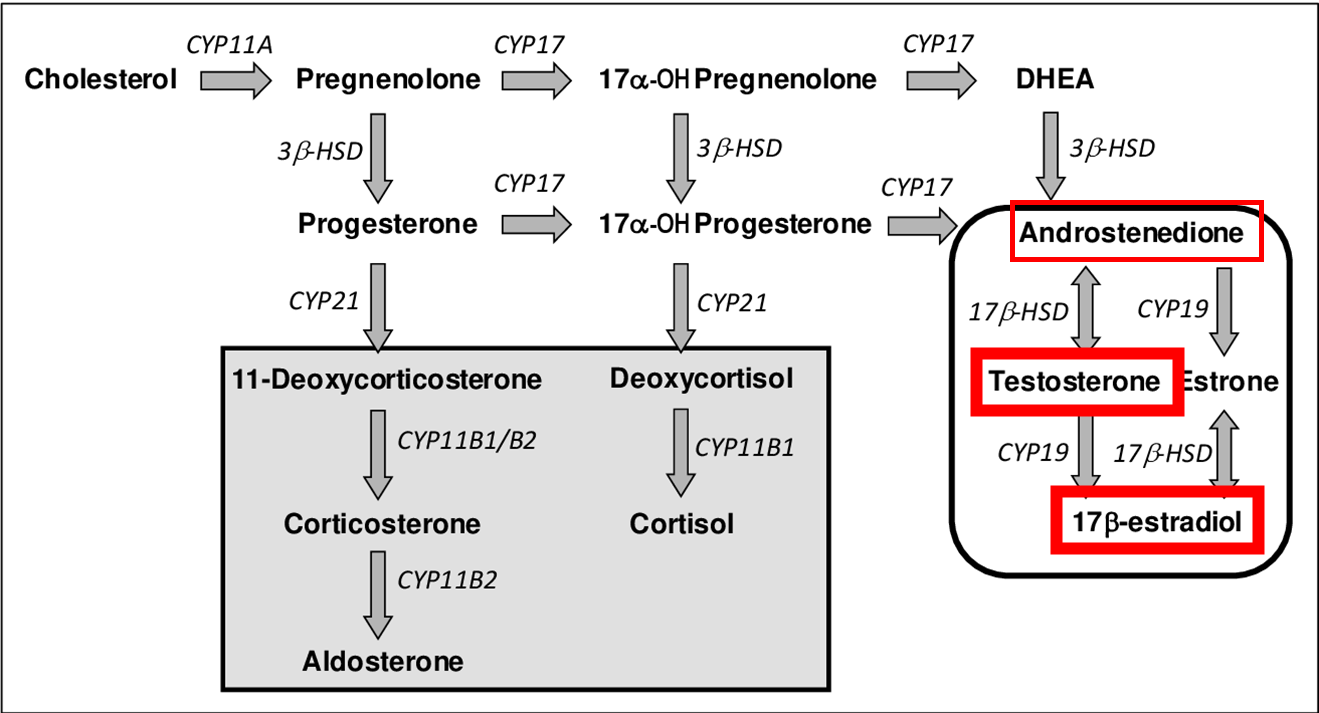 CYP11A CYP17 CYP17
Cholesterol Pregnenolone 17α-OH Pregnenolone DHEA
3β-HSD 3β-HSD 3β-HSD
CYP17 CYP17
Progesterone 17α-OH Progesterone Androstenedione
CYP21 CYP21 17β-HSD CYP19
11-Deoxycorticosterone Deoxycortisol Testosterone Estrone
CYP11B1/B2 CYP11B1 CYP19 17β-HSD
Corticosterone Cortisol 17β-estradiol
CYP11B2
Aldosterone